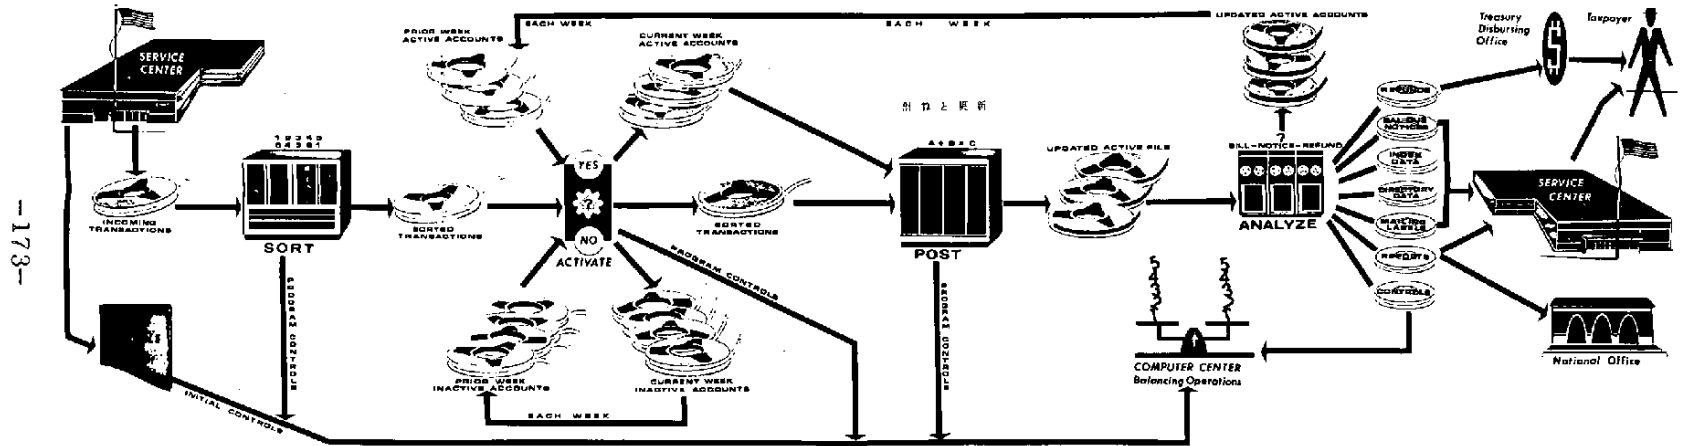 EACH WEEK
EACH WEEK
UPDATED ACTIVE ACCOUNTS
Treasury
Disbursing
Office
Taxpayer
PRIOR WEEK
ACTIVE ACCOUNTS
CURRENT WEEK
ACTIVE ACCOUNTS
SERVICE
CENTER
REFUNDS
NOTICES
INDEX
DATA
DIRECTORY
DATA
MAILING
LABELS
REPORTS
CONTROLS
YES
?
NO
ACTIVATE
A+B=C
POST
UPDATED ACTIVE FILE
?
BILL-NOTICE-REFUND
ANALYZE
SERVICE
CENTER
INCOMING
TRANSACTIONS
SORT
SORTED
TRANSACTIONS
SORTED
TRANSACTIONS
-173-
PROGRAM CONTROLS
PROGRAM CONTROLS
PROGRAM CONTROLS
PRIOR WEEK
INACTIVE ACCOUNTS
CURRENT WEEK
INACTIVE ACCOUNTS
EACH WEEK
INITIAL CONTROLS
COMPUTER CENTER
Balancing Operations
National Office